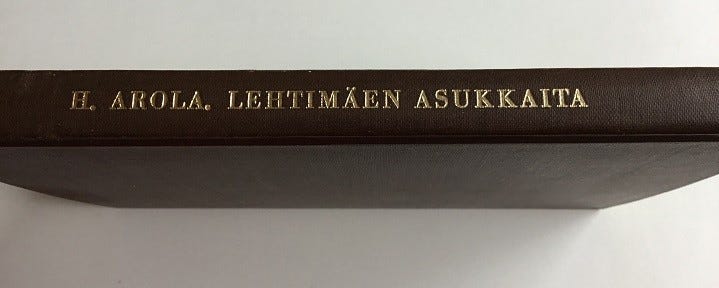 H. AROLA. LEHTIMÄEN ASUKKAITA